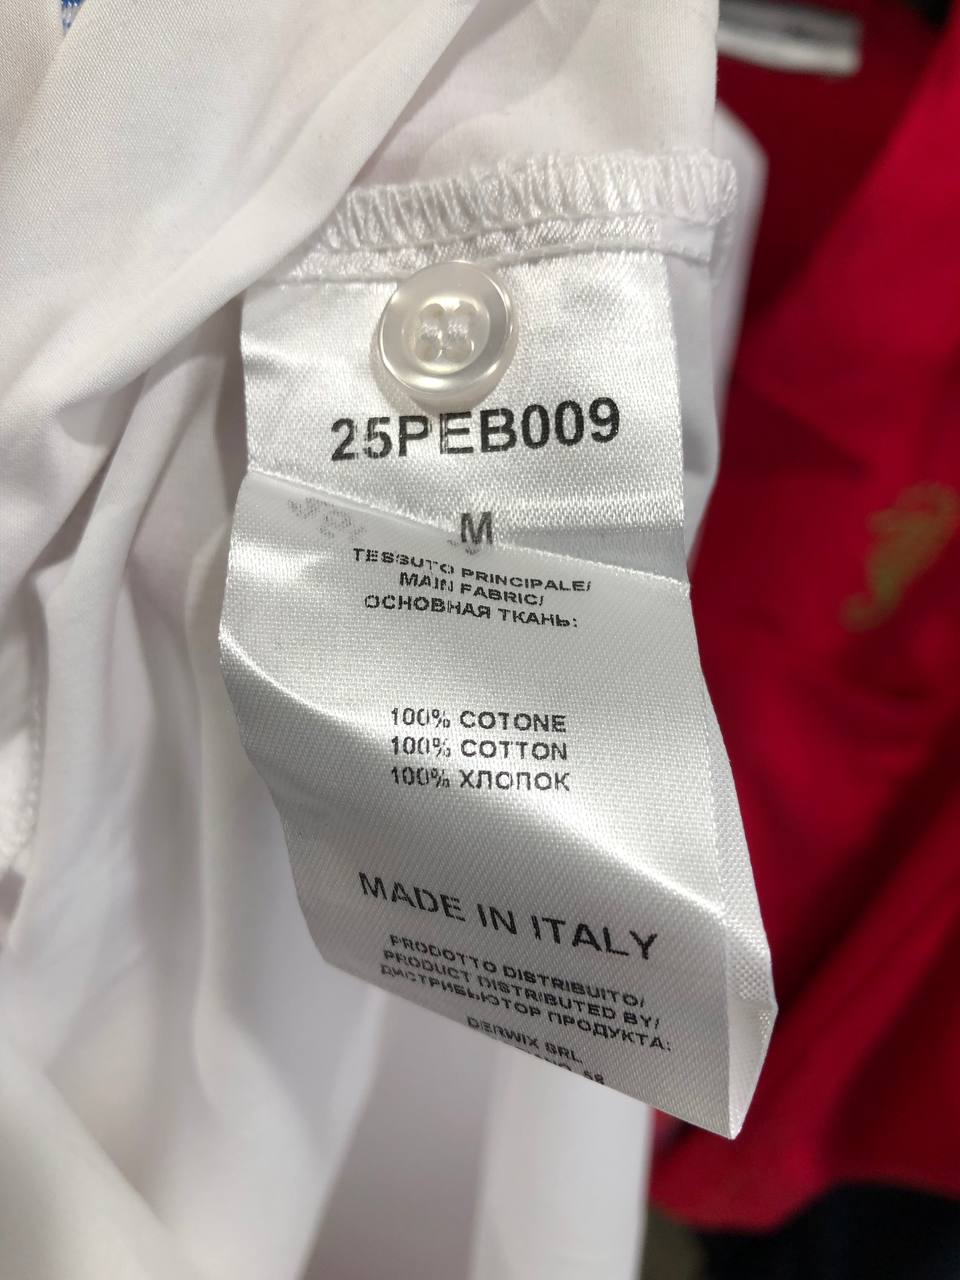 25PEB009
M
TESSUTO PRINCIPALE/
MAIN FABRIC/
ОСНОВНАЯ ТКАНЬ:
100% COTONE
100% COTTON
100% ХЛОПОК
MADE IN ITALY
PRODOTTO DISTRIBUITO/
PRODUCT DISTRIBUTED BY/
ДИСТРИБЬЮТОР ПРОДУКТА:
DERWIX SRL